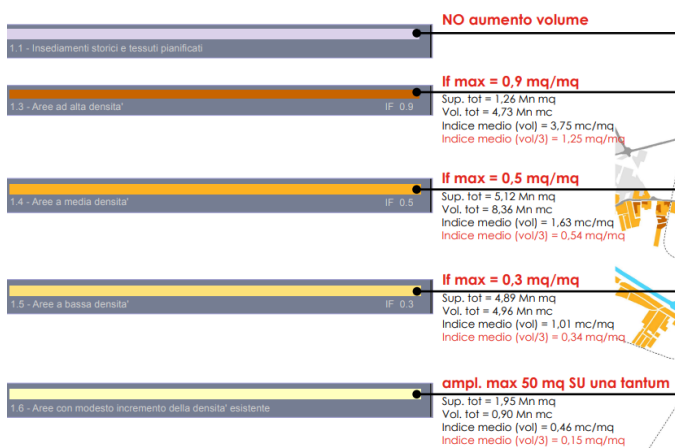 NO aumento volume
1.1 - Insediamenti storici e tessuti pianificati
If max = 0,9 mq/mq
1.3 - Aree ad alta densita' IF 0.9
Sup. tot = 1,26 Mn mq
Vol. tot = 4,73 Mn mc
Indice medio (vol) = 3,75 mc/mq
Indice medio (vol/3) = 1,25 mq/mq
If max = 0,5 mq/mq
1.4 - Aree a media densita' IF 0.5
Sup. tot = 5,12 Mn mq
Vol. tot = 8,36 Mn mc
Indice medio (vol) = 1,63 mc/mq
Indice medio (vol/3) = 0,54 mq/mq
If max = 0,3 mq/mq
1.5 - Aree a bassa densita' IF 0.3
Sup. tot = 4,89 Mn mq
Vol. tot = 4,96 Mn mc
Indice medio (vol) = 1,01 mc/mq
Indice medio (vol/3) = 0,34 mq/mq
ampl. max 50 mq SU una tantum
1.6 - Aree con modesto incremento della densita' esistente
Sup. tot = 1,95 Mn mq
Vol. tot = 0,90 Mn mc
Indice medio (vol) = 0,46 mc/mq
Indice medio (vol/3) = 0,15 mq/mq